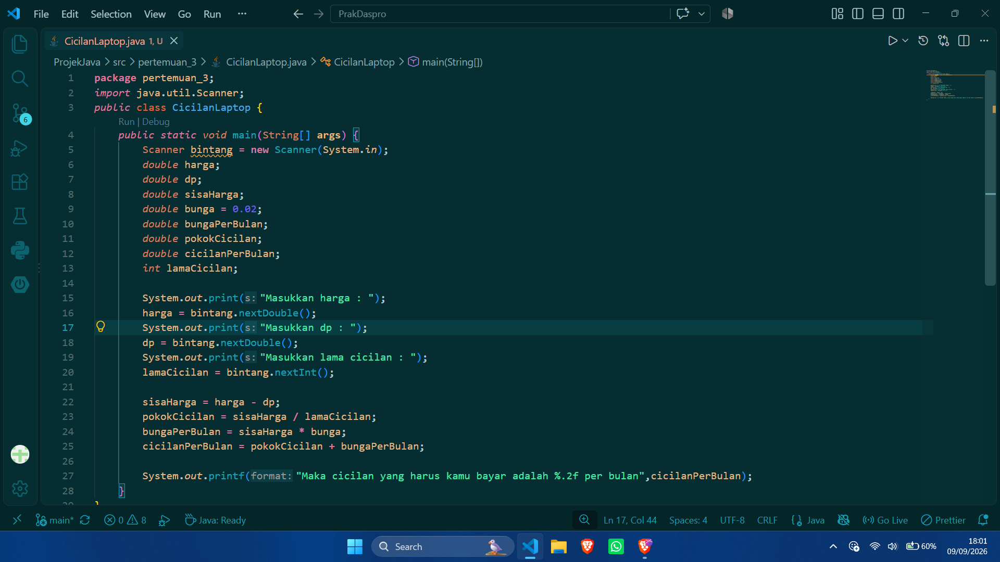 File Edit Selection View Go Run ··· PrakDaspro
CicilanLaptop.java 1, U
ProjekJava > src > pertemuan_3 > CicilanLaptop.java > CicilanLaptop > main(String[])
1 package pertemuan_3;
2 import java.util.Scanner;
3 public class CicilanLaptop {
Run | Debug
4 public static void main(String[] args) {
5 Scanner bintang = new Scanner(System.in);
6 double harga;
7 double dp;
8 double sisaHarga;
9 double bunga = 0.02;
10 double bungaPerBulan;
11 double pokokCicilan;
12 double cicilanPerBulan;
13 int lamaCicilan;
14
15 System.out.print(s: "Masukkan harga : ");
16 harga = bintang.nextDouble();
17 System.out.print(s: "Masukkan dp : ");
18 dp = bintang.nextDouble();
19 System.out.print(s: "Masukkan lama cicilan : ");
20 lamaCicilan = bintang.nextInt();
21
22 sisaHarga = harga - dp;
23 pokokCicilan = sisaHarga / lamaCicilan;
24 bungaPerBulan = sisaHarga * bunga;
25 cicilanPerBulan = pokokCicilan + bungaPerBulan;
26
27 System.out.printf(format: "Maka cicilan yang harus kamu bayar adalah %.2f per bulan",cicilanPerBulan);
28 }
6
main* 0 8 Java: Ready Ln 17, Col 44 Spaces: 4 UTF-8 CRLF Java Go Live Prettier
Search 60% 18:01
09/09/2026